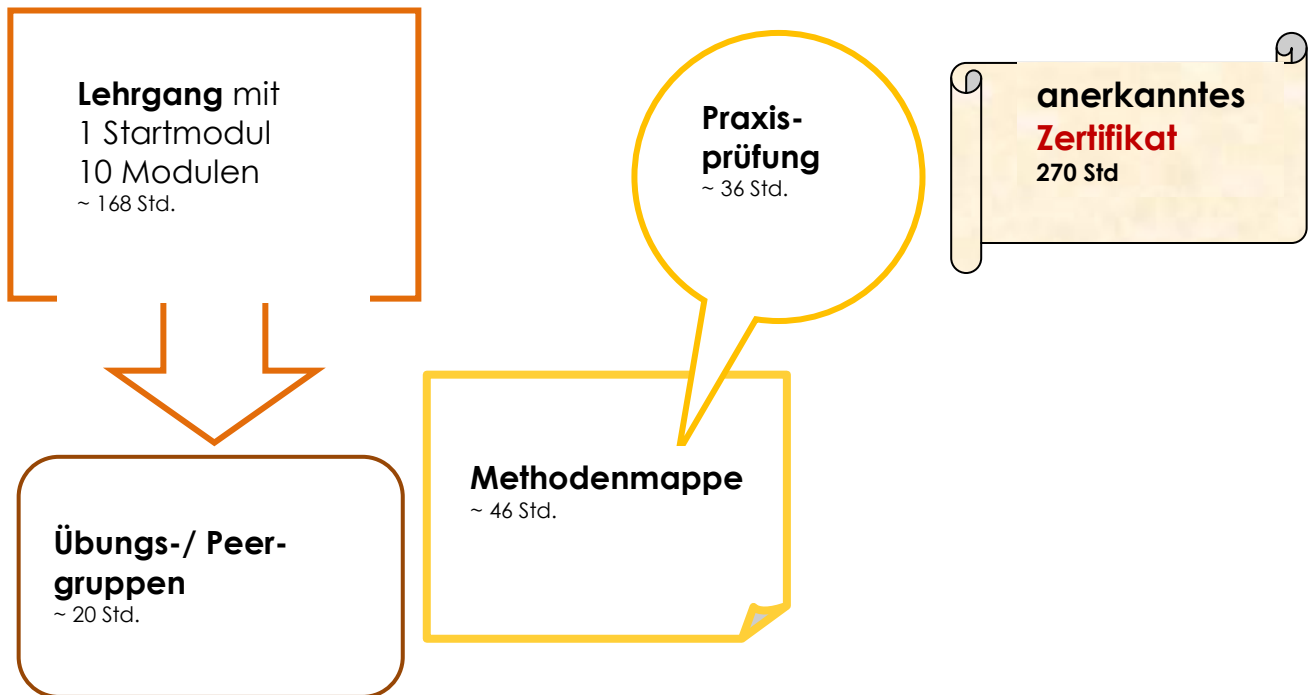 Lehrgang mit
1 Startmodul
10 Modulen
~ 168 Std.
Übungs-/ Peer-
gruppen
~ 20 Std.
Methodenmappe
~ 46 Std.
Praxis-
prüfung
~ 36 Std.
anerkanntes
Zertifikat
270 Std